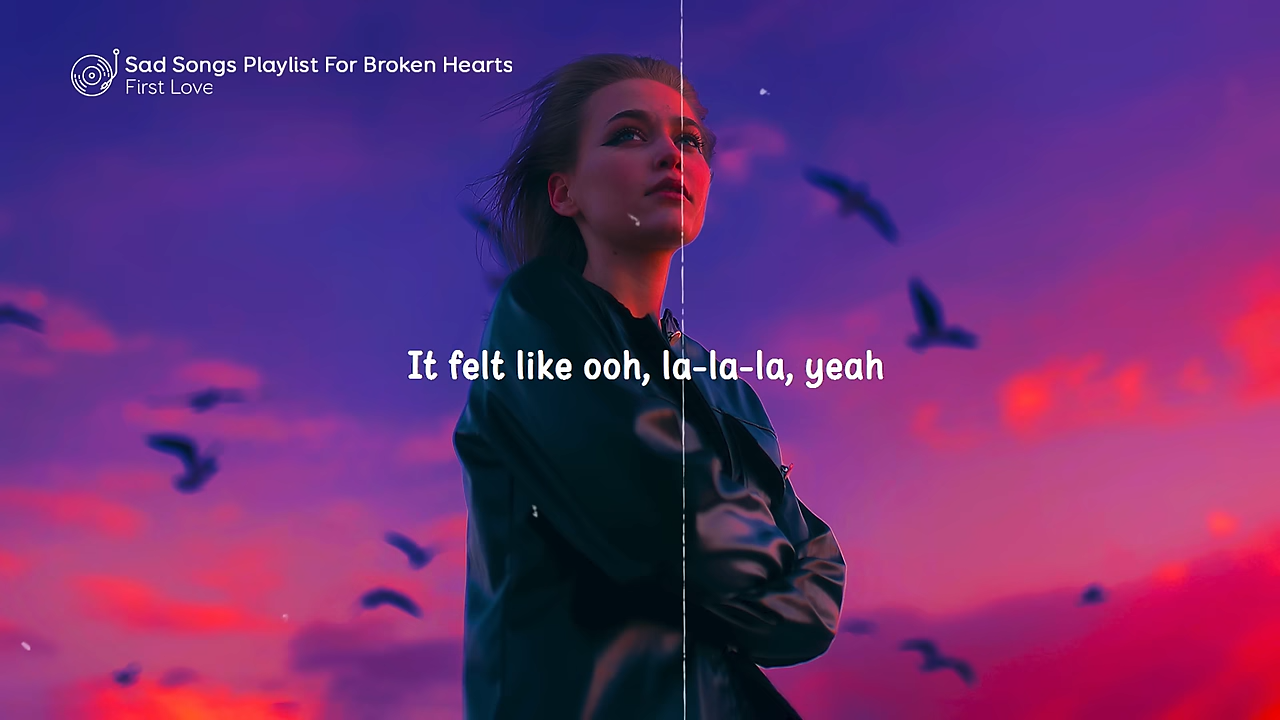 Sad Songs Playlist For Broken Hearts
First Love
It felt like ooh, la-la-la, yeah